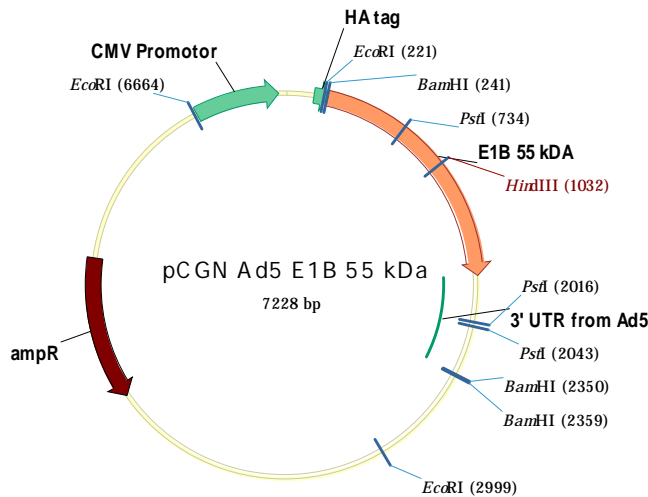 HA tag
CMV Promotor
EcoRI (221)
EcoRI (6664)
BamHI (241)
PstI (734)
E1B 55 kDA
HindIII (1032)
pCGN Ad5 E1B 55 kDa
7228 bp
PstI (2016)
3' UTR from Ad5
ampR
PstI (2043)
BamHI (2350)
BamHI (2359)
EcoRI (2999)